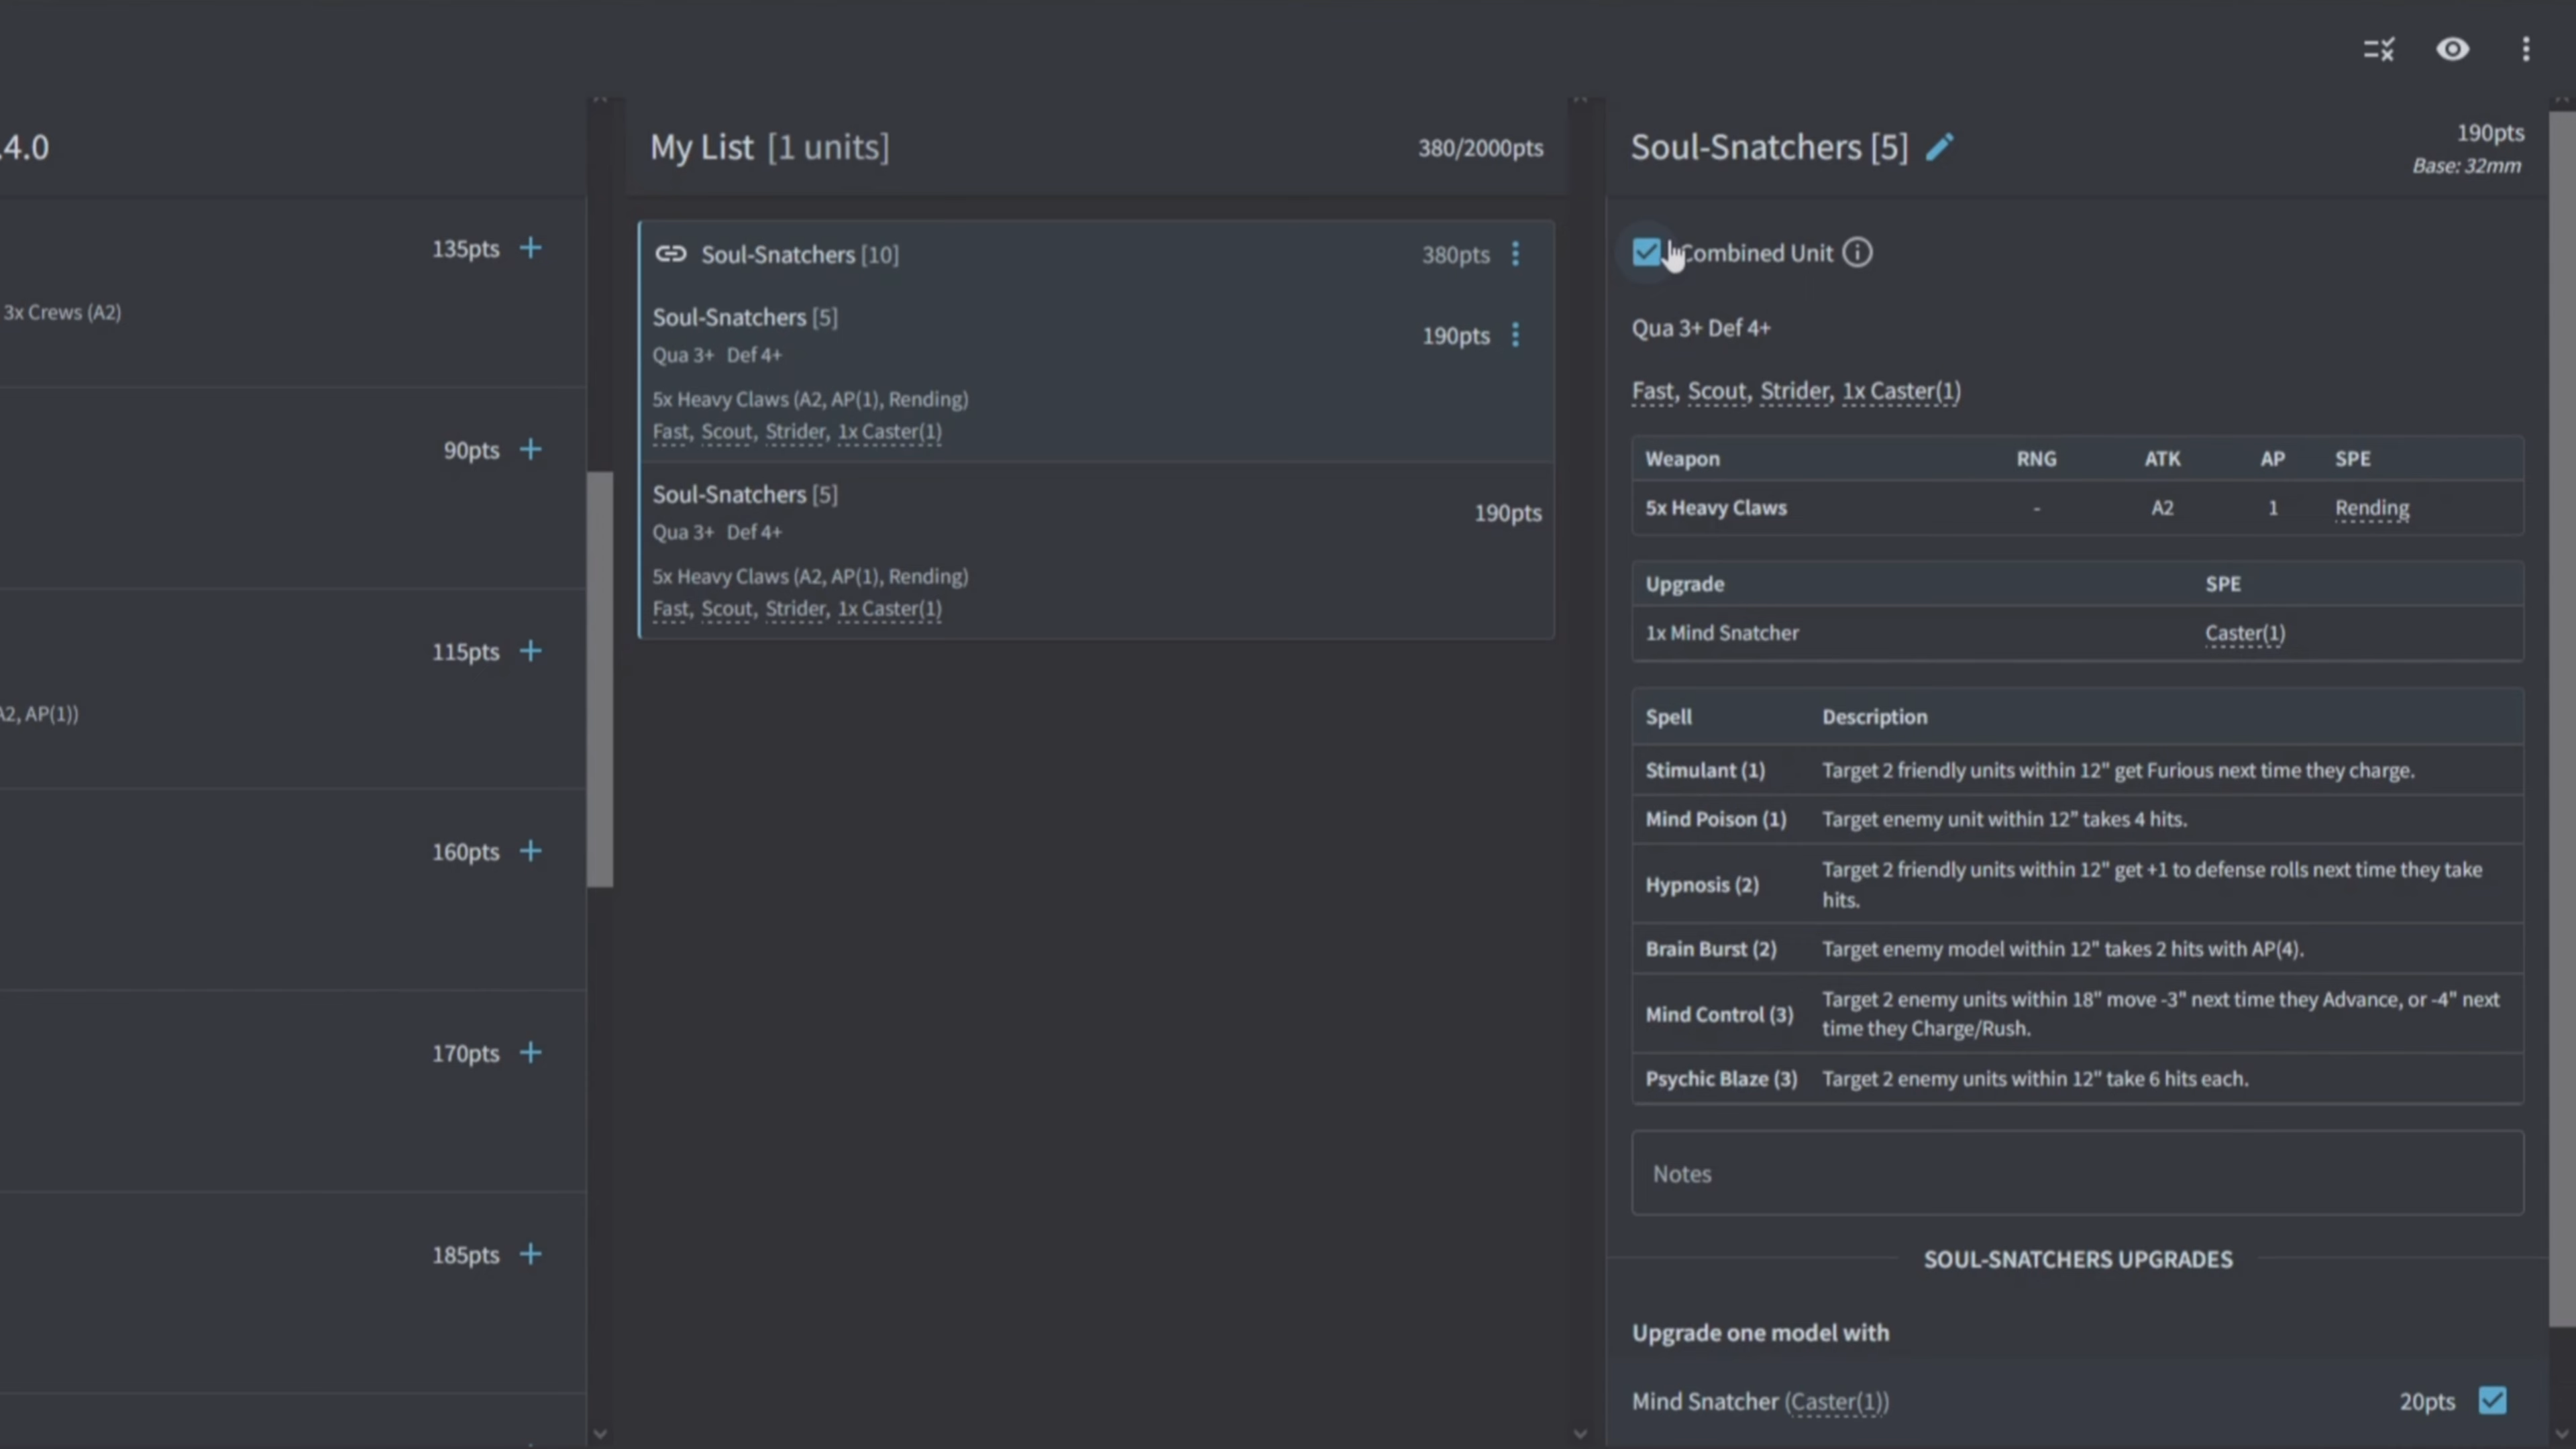 .4.0
135pts +
3x Crews (A2)
90pts +
115pts +
A2, AP(1))
160pts +
170pts +
185pts +
My List [1 units]
380/2000pts
Soul-Snatchers [10]
380pts
Soul-Snatchers [5]
190pts
Qua 3+ Def 4+
5x Heavy Claws (A2, AP(1), Rending)
Fast, Scout, Strider, 1x Caster(1)
Soul-Snatchers [5]
190pts
Qua 3+ Def 4+
5x Heavy Claws (A2, AP(1), Rending)
Fast, Scout, Strider, 1x Caster(1)
Soul-Snatchers [5]
190pts
Base: 32mm
Combined Unit
Qua 3+ Def 4+
Fast, Scout, Strider, 1x Caster(1)
Weapon RNG ATK AP SPE
5x Heavy Claws - A2 1 Rending
Upgrade SPE
1x Mind Snatcher Caster(1)
Spell Description
Stimulant (1) Target 2 friendly units within 12" get Furious next time they charge.
Mind Poison (1) Target enemy unit within 12" takes 4 hits.
Hypnosis (2) Target 2 friendly units within 12" get +1 to defense rolls next time they take
hits.
Brain Burst (2) Target enemy model within 12" takes 2 hits with AP(4).
Mind Control (3) Target 2 enemy units within 18" move -3" next time they Advance, or -4" next
time they Charge/Rush.
Psychic Blaze (3) Target 2 enemy units within 12" take 6 hits each.
Notes
SOUL-SNATCHERS UPGRADES
Upgrade one model with
Mind Snatcher (Caster(1)) 20pts